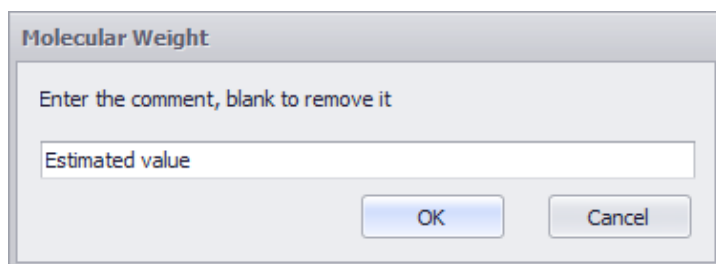 Molecular Weight
Enter the comment, blank to remove it
Estimated value
OK Cancel